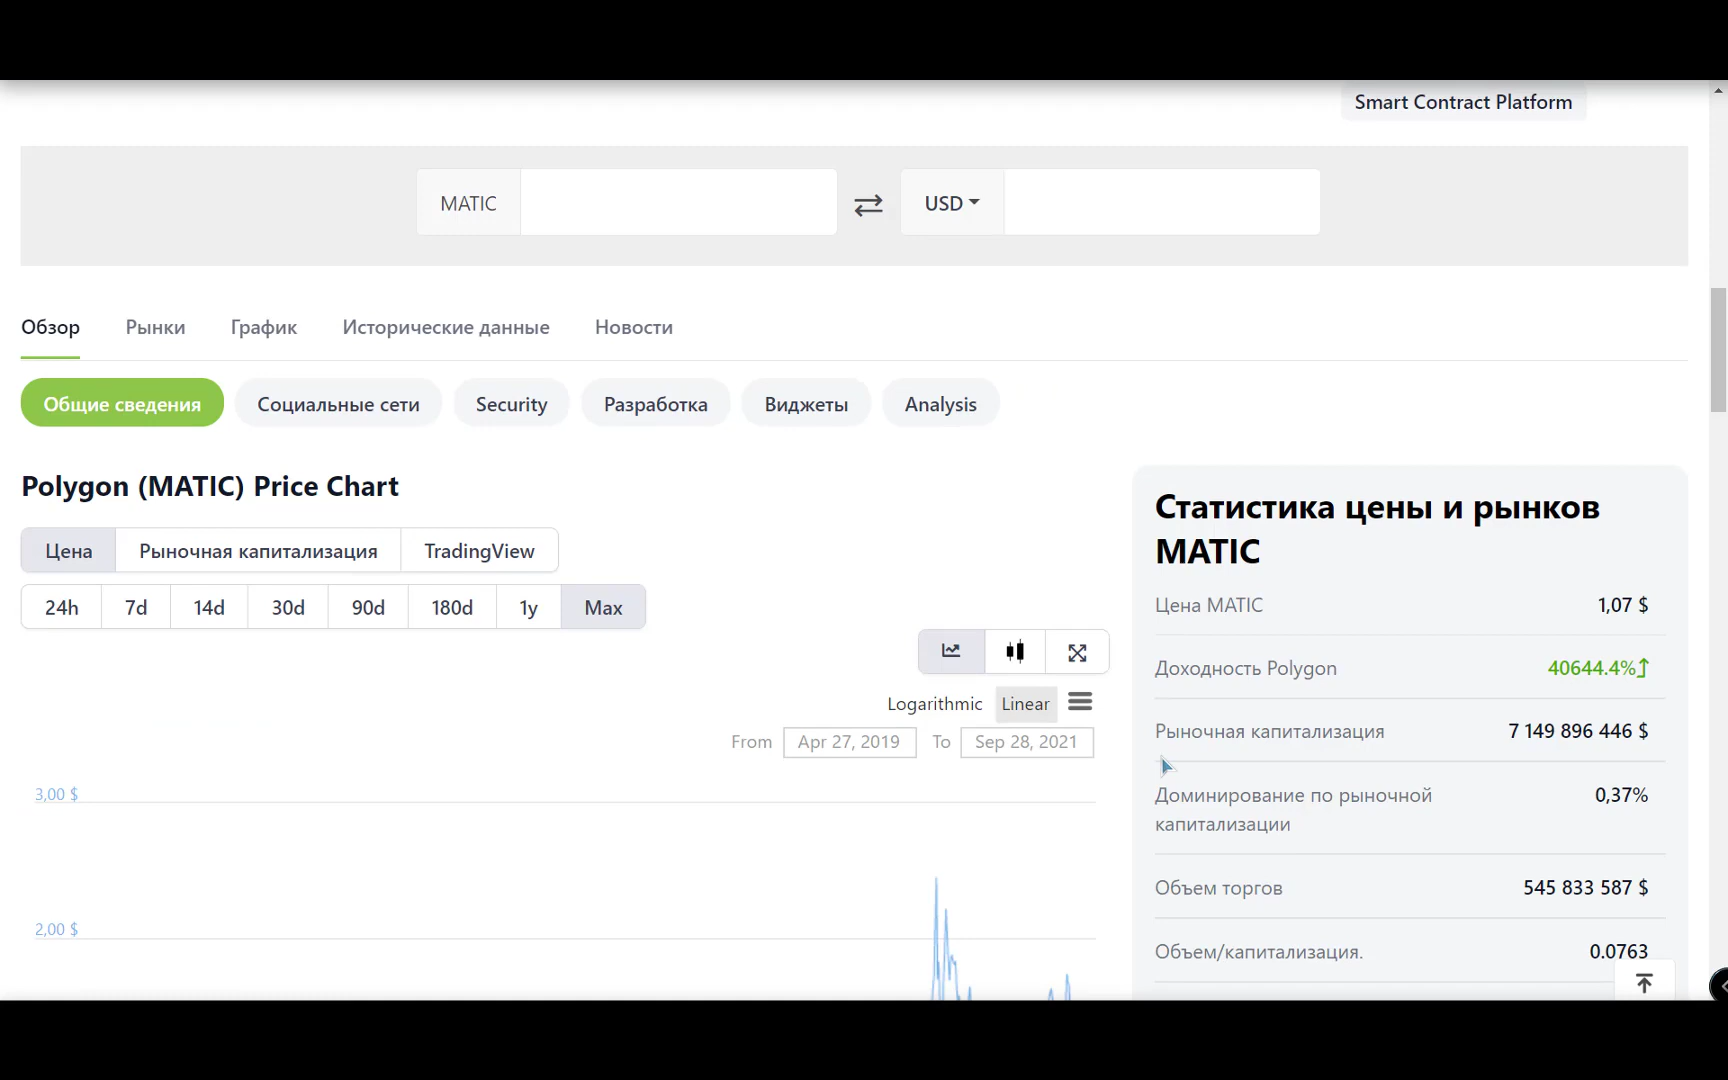 Smart Contract Platform
MATIC
USD
Обзор
Рынки
График
Исторические данные
Новости
Общие сведения
Социальные сети
Security
Разработка
Виджеты
Analysis
Polygon (MATIC) Price Chart
Цена
Рыночная капитализация
TradingView
24h
7d
14d
30d
90d
180d
1y
Max
Logarithmic
Linear
From
Apr 27, 2019
To
Sep 28, 2021
3,00 $
2,00 $
Статистика цены и рынков
MATIC
Цена MATIC
1,07 $
Доходность Polygon
40644.4%
Рыночная капитализация
7 149 896 446 $
Доминирование по рыночной
капитализации
0,37%
Объем торгов
545 833 587 $
Объем/капитализация.
0.0763